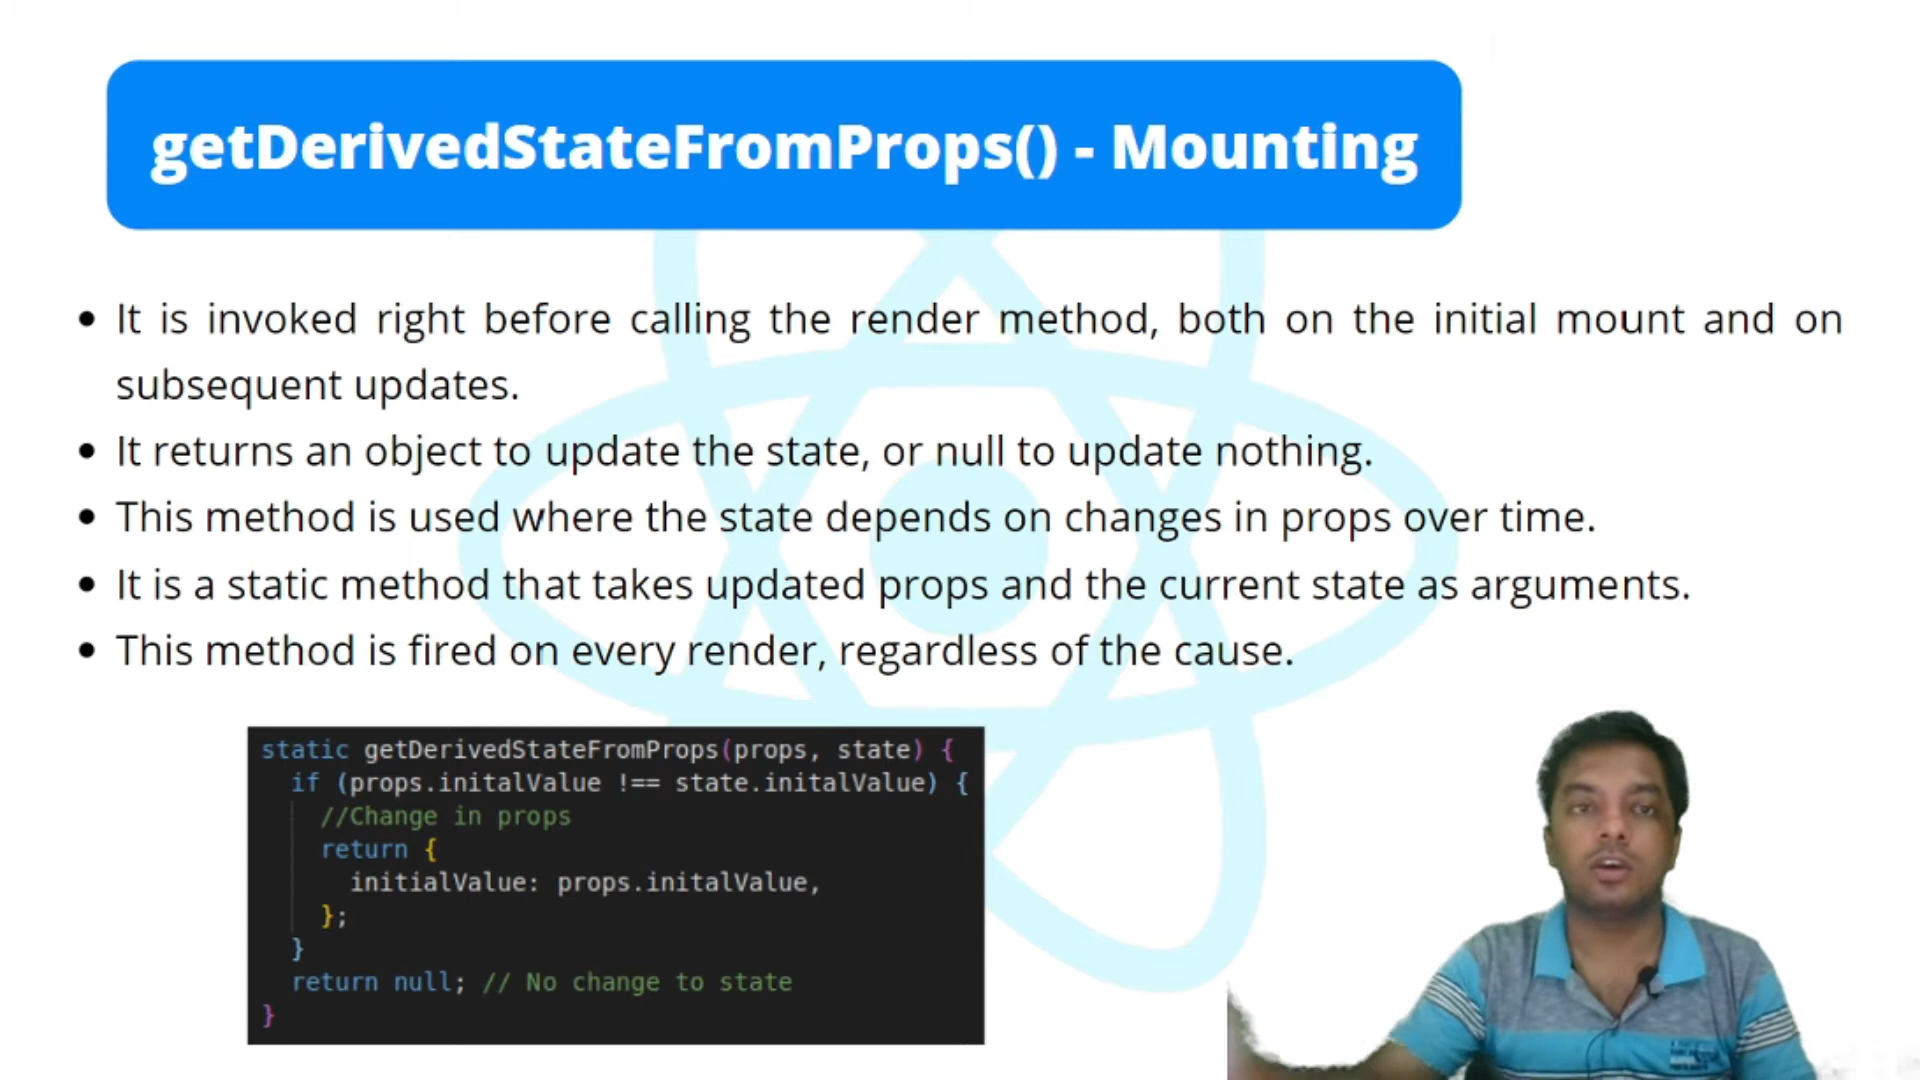 getDerivedStateFromProps() - Mounting
• It is invoked right before calling the render method, both on the initial mount and on
subsequent updates.
• It returns an object to update the state, or null to update nothing.
• This method is used where the state depends on changes in props over time.
• It is a static method that takes updated props and the current state as arguments.
• This method is fired on every render, regardless of the cause.
static getDerivedStateFromProps(props, state) {
if (props.initalValue !== state.initalValue) {
//Change in props
return {
initialValue: props.initalValue,
};
}
return null; // No change to state
}